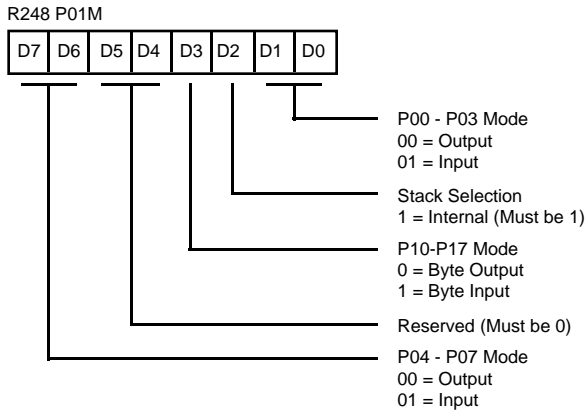 R248 P01M
D7 D6 D5 D4 D3 D2 D1 D0
P00 - P03 Mode
00 = Output
01 = Input
Stack Selection
1 = Internal (Must be 1)
P10-P17 Mode
0 = Byte Output
1 = Byte Input
Reserved (Must be 0)
P04 - P07 Mode
00 = Output
01 = Input